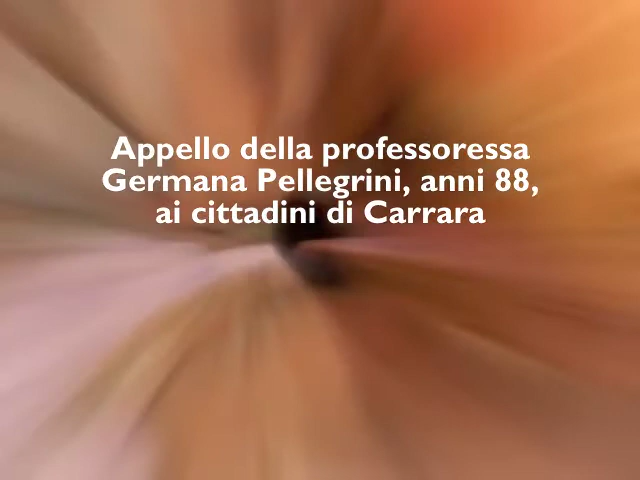 Appello della professoressa
Germana Pellegrini, anni 88,
ai cittadini di Carrara